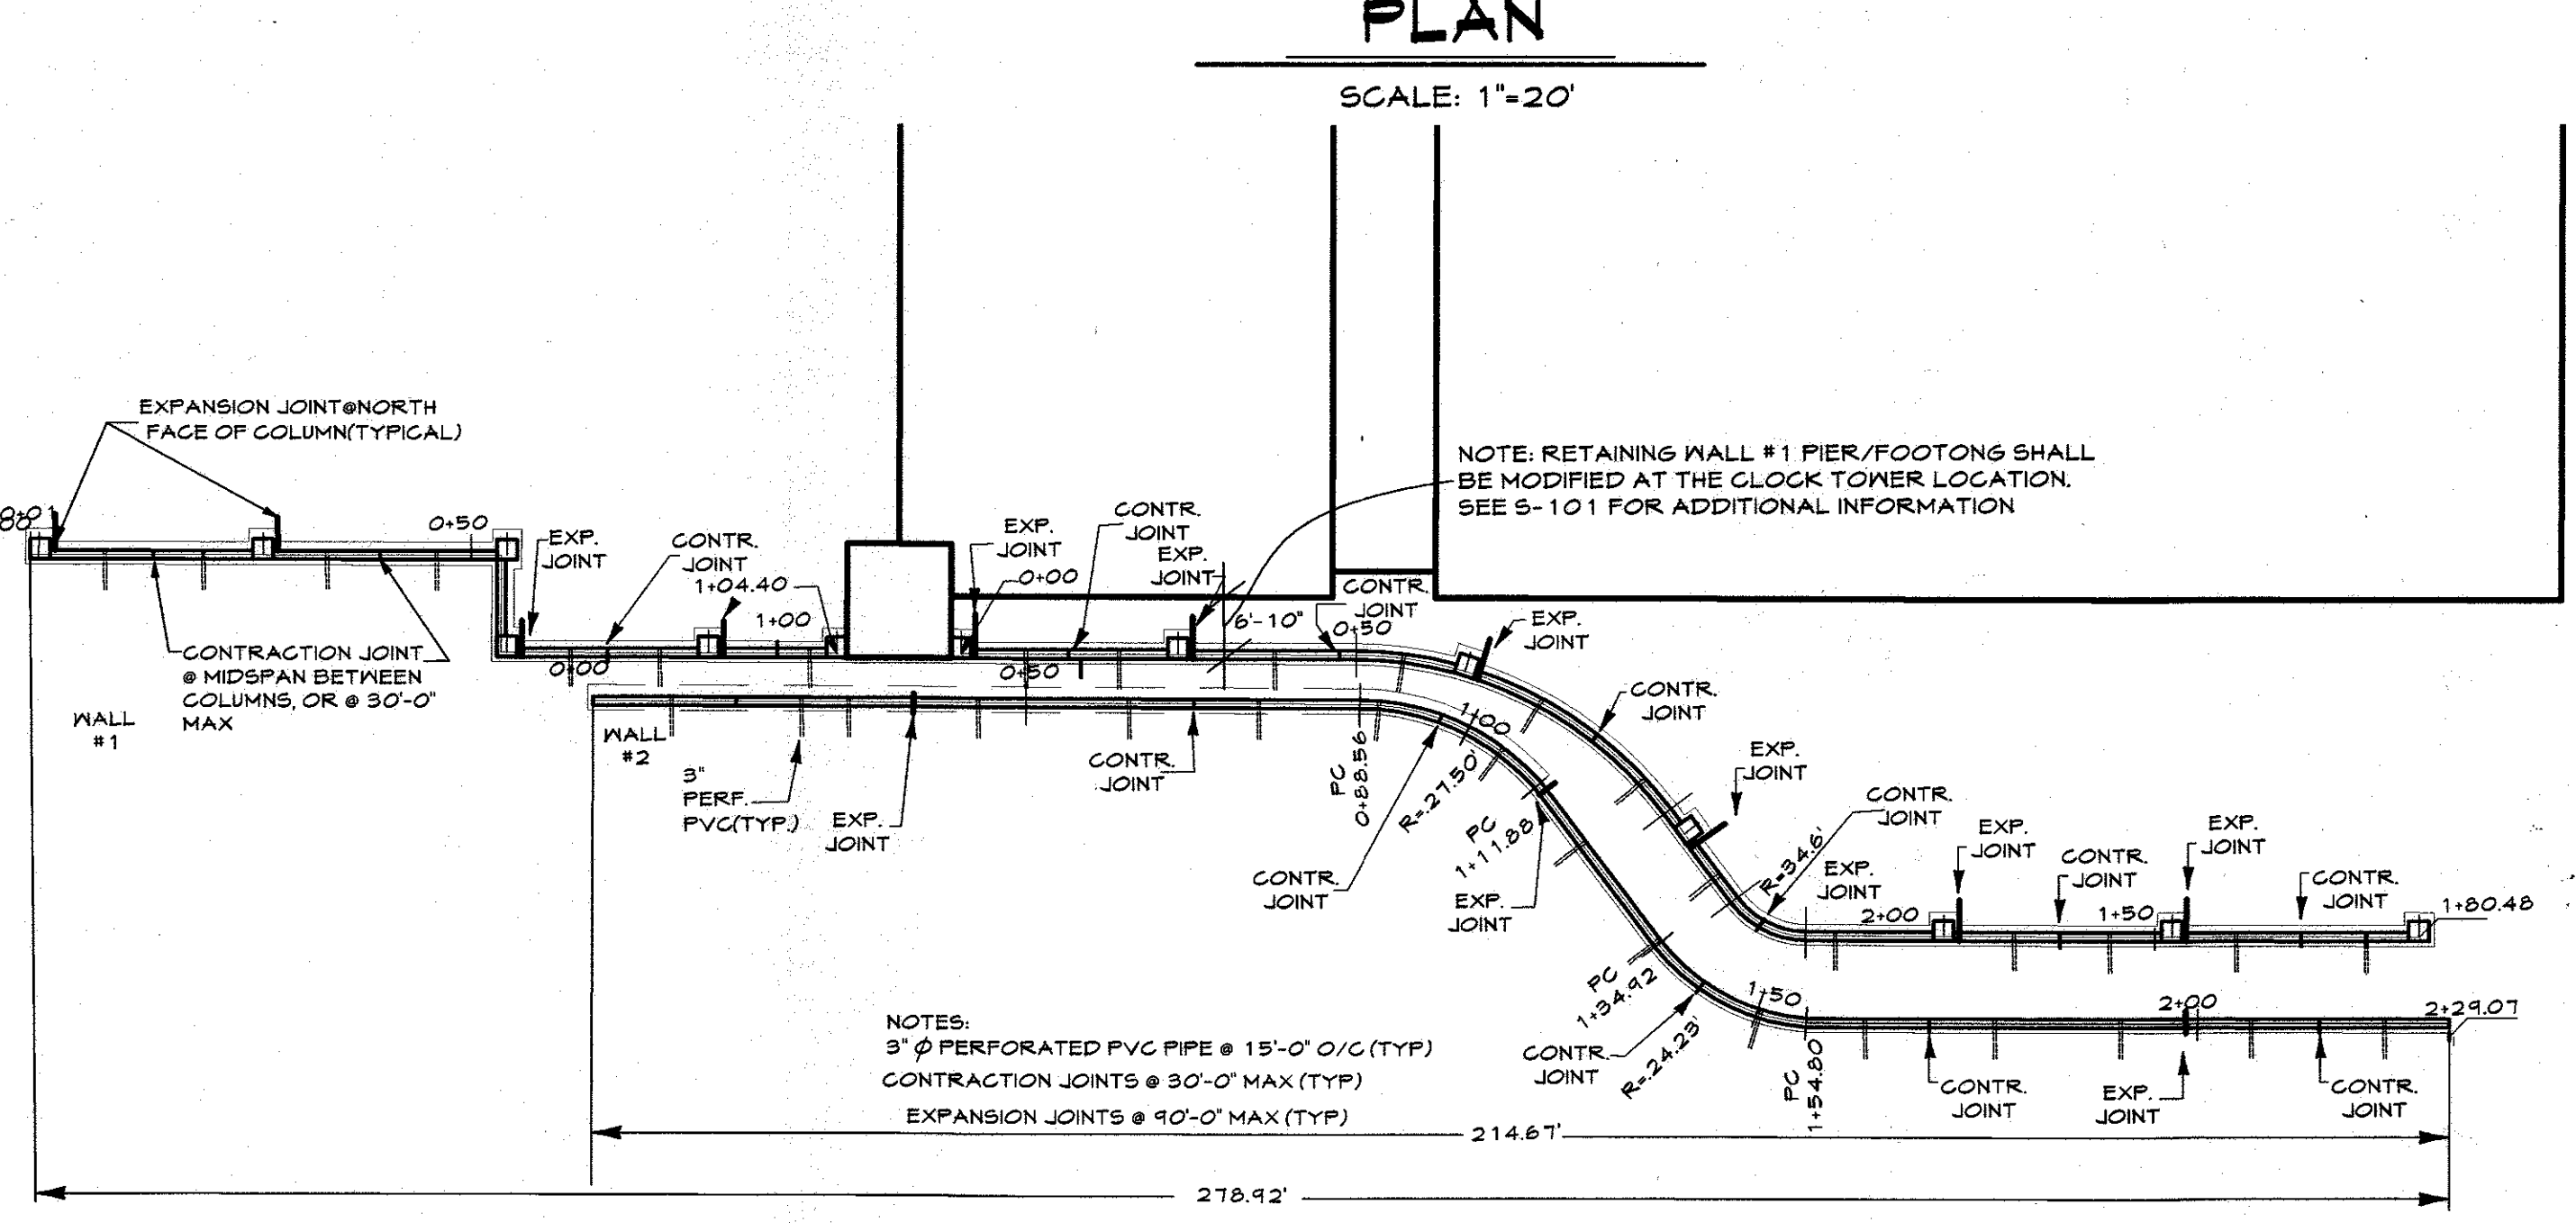 PLAN
SCALE: 1"=20'
EXPANSION JOINT@NORTH
FACE OF COLUMN(TYPICAL)
NOTE: RETAINING WALL #1 PIER/FOOTONG SHALL
BE MODIFIED AT THE CLOCK TOWER LOCATION.
SEE S-101 FOR ADDITIONAL INFORMATION
0+50
EXP.
JOINT
CONTR.
JOINT
1+04.40
1+00
EXP.
JOINT
0+00
CONTR.
JOINT
EXP.
JOINT
6'-10"
CONTR.
JOINT
0+50
EXP.
JOINT
CONTRACTION JOINT
@ MIDSPAN BETWEEN
COLUMNS, OR @ 30'-0"
MAX
WALL
#1
0+00
0+50
WALL
#2
3"
PERF.
PVC(TYP.)
EXP.
JOINT
CONTR.
JOINT
PC
0+88.56
1+00
R=27.50'
PC
1+11.88
CONTR.
JOINT
EXP.
JOINT
CONTR.
JOINT
EXP.
JOINT
CONTR.
JOINT
R=34.6'
EXP.
JOINT
2+00
EXP.
JOINT
CONTR.
JOINT
1+50
EXP.
JOINT
CONTR.
JOINT
1+80.48
PC
1+34.92
CONTR.
JOINT
R=24.23'
1+50
PC
1+54.80
2+00
2+29.07
CONTR.
JOINT
EXP.
JOINT
CONTR.
JOINT
NOTES:
3" Ø PERFORATED PVC PIPE @ 15'-0" O/C (TYP)
CONTRACTION JOINTS @ 30'-0" MAX (TYP)
EXPANSION JOINTS @ 90'-0" MAX (TYP)
214.67'
278.92'